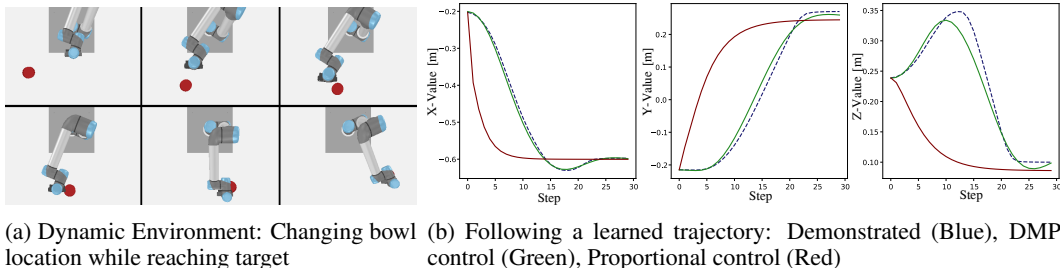 X-Value [m]
−0.2
−0.3
−0.4
−0.5
−0.6
0 5 10 15 20 25 30
Step
Y-Value [m]
0.2
0.1
0.0
−0.1
−0.2
0 5 10 15 20 25 30
Step
Z-Value [m]
0.35
0.30
0.25
0.20
0.15
0.10
0 5 10 15 20 25 30
Step
(a) Dynamic Environment: Changing bowl
location while reaching target
(b) Following a learned trajectory: Demonstrated (Blue), DMP
control (Green), Proportional control (Red)